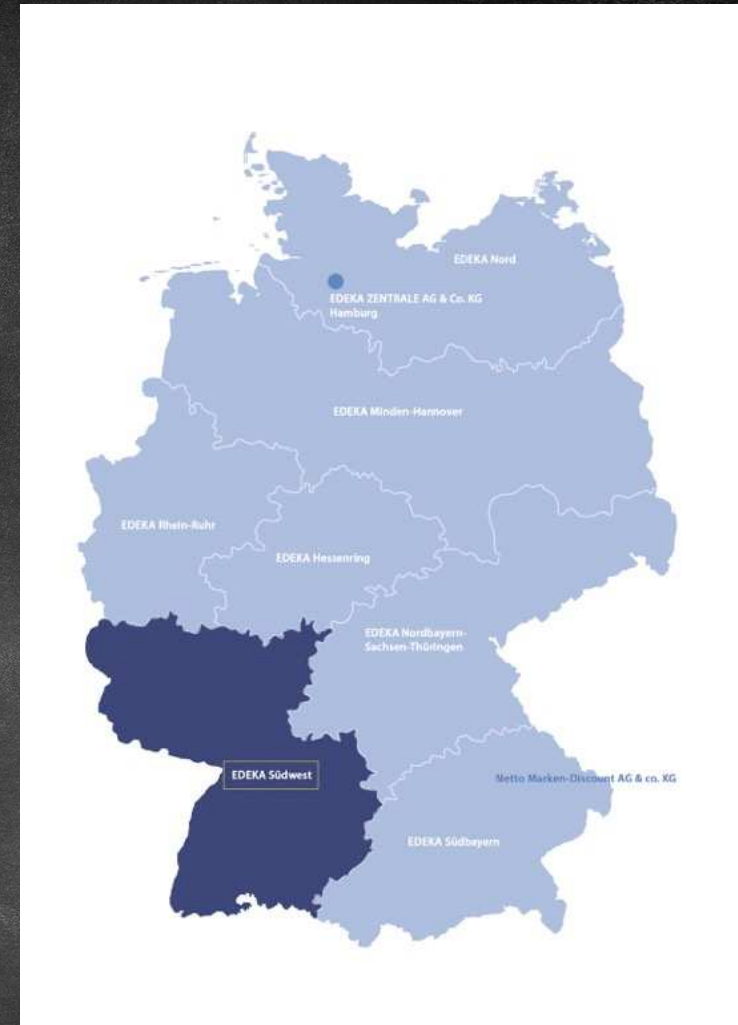 EDEKA Nord
EDEKA ZENTRALE AG & Co. KG
Hamburg
EDEKA Minden-Hannover
EDEKA Rhein-Ruhr
EDEKA Hessenring
EDEKA Nordbayern-
Sachsen-Thüringen
EDEKA Südwest
Netto Marken-Discount AG & co. KG
EDEKA Südbayern